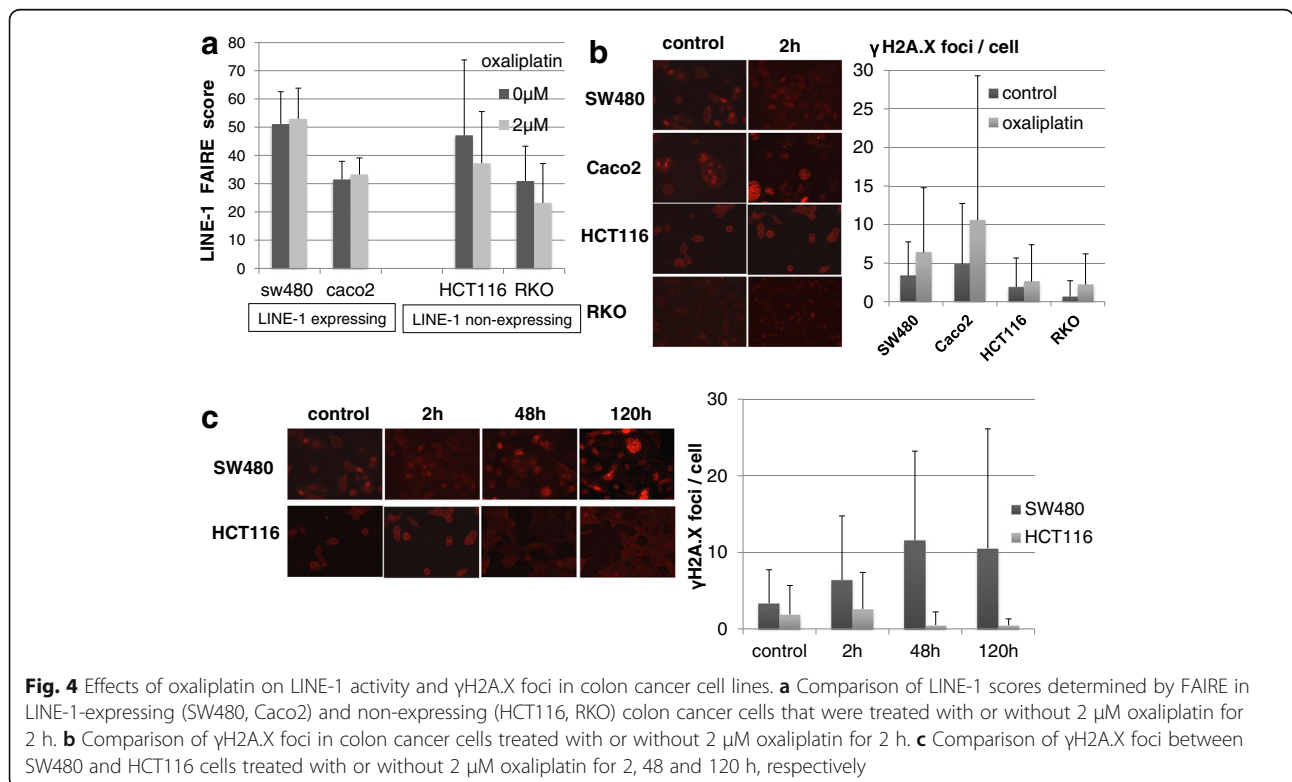 a
80
70
60
50
40
30
20
10
0
LINE-1 FAIRE score
oxaliplatin
0μM
2μM
sw480 caco2 HCT116 RKO
LINE-1 expressing LINE-1 non-expressing
b
control 2h
SW480
Caco2
HCT116
RKO
γH2A.X foci / cell
30
25
20
15
10
5
0
control
oxaliplatin
SW480 Caco2 HCT116 RKO
c
control 2h 48h 120h
SW480
HCT116
γH2A.X foci / cell
30
20
10
0
SW480
HCT116
control 2h 48h 120h
Fig. 4 Effects of oxaliplatin on LINE-1 activity and γH2A.X foci in colon cancer cell lines. a Comparison of LINE-1 scores determined by FAIRE in
LINE-1-expressing (SW480, Caco2) and non-expressing (HCT116, RKO) colon cancer cells that were treated with or without 2 μM oxaliplatin for
2 h. b Comparison of γH2A.X foci in colon cancer cells treated with or without 2 μM oxaliplatin for 2 h. c Comparison of γH2A.X foci between
SW480 and HCT116 cells treated with or without 2 μM oxaliplatin for 2, 48 and 120 h, respectively